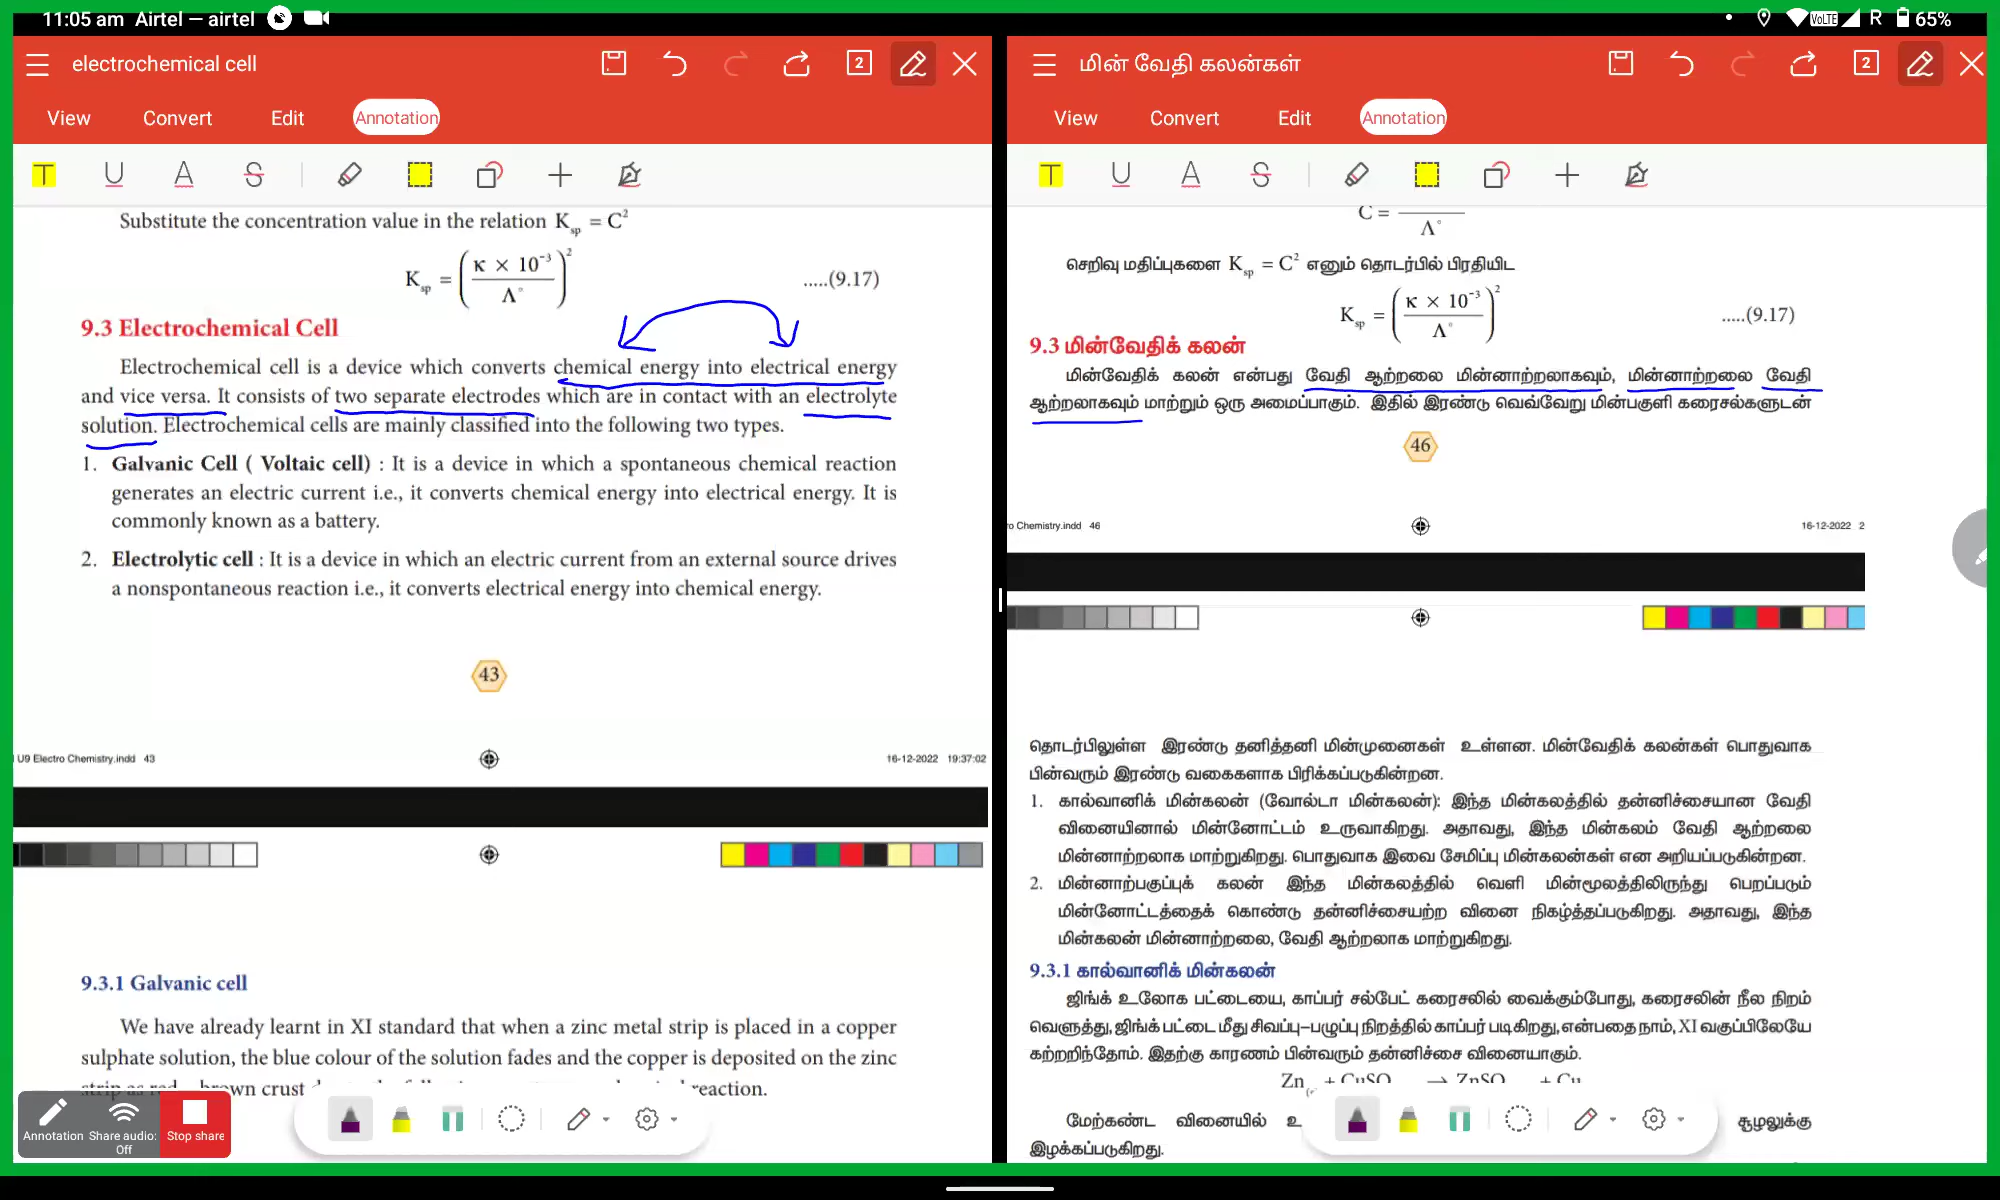 11:05 am Airtel — airtel
VoLTE R 65%
electrochemical cell
2
View Convert Edit Annotation
Substitute the concentration value in the relation Ksp = C²
Ksp = (κ × 10⁻³ / Λ°)² .....(9.17)
9.3 Electrochemical Cell
Electrochemical cell is a device which converts chemical energy into electrical energy
and vice versa. It consists of two separate electrodes which are in contact with an electrolyte
solution. Electrochemical cells are mainly classified into the following two types.
1. Galvanic Cell ( Voltaic cell) : It is a device in which a spontaneous chemical reaction
generates an electric current i.e., it converts chemical energy into electrical energy. It is
commonly known as a battery.
2. Electrolytic cell : It is a device in which an electric current from an external source drives
a nonspontaneous reaction i.e., it converts electrical energy into chemical energy.
43
U9 Electro Chemistry.indd 43
16-12-2022 19:37:02
9.3.1 Galvanic cell
We have already learnt in XI standard that when a zinc metal strip is placed in a copper
sulphate solution, the blue colour of the solution fades and the copper is deposited on the zinc
strip as red brown crust reaction.
Annotation Share audio: Off Stop share
மின் வேதி கலன்கள்
2
View Convert Edit Annotation
C = Λ°
செறிவு மதிப்புகளை Ksp = C² எனும் தொடர்பில் பிரதியிட
Ksp = (κ × 10⁻³ / Λ°)² .....(9.17)
9.3 மின்வேதிக் கலன்
மின்வேதிக் கலன் என்பது வேதி ஆற்றலை மின்னாற்றலாகவும், மின்னாற்றலை வேதி
ஆற்றலாகவும் மாற்றும் ஒரு அமைப்பாகும். இதில் இரண்டு வெவ்வேறு மின்பகுளி கரைசல்களுடன்
46
o Chemistry.indd 46
16-12-2022 2
தொடர்பிலுள்ள இரண்டு தனித்தனி மின்முனைகள் உள்ளன. மின்வேதிக் கலன்கள் பொதுவாக
பின்வரும் இரண்டு வகைகளாக பிரிக்கப்படுகின்றன.
1. கால்வானிக் மின்கலன் (வோல்டா மின்கலன்): இந்த மின்கலத்தில் தன்னிச்சையான வேதி
வினையினால் மின்னோட்டம் உருவாகிறது. அதாவது, இந்த மின்கலம் வேதி ஆற்றலை
மின்னாற்றலாக மாற்றுகிறது. பொதுவாக இவை சேமிப்பு மின்கலன்கள் என அறியப்படுகின்றன.
2. மின்னாற்பகுப்புக் கலன் இந்த மின்கலத்தில் வெளி மின்மூலத்திலிருந்து பெறப்படும்
மின்னோட்டத்தைக் கொண்டு தன்னிச்சையற்ற வினை நிகழ்த்தப்படுகிறது. அதாவது, இந்த
மின்கலன் மின்னாற்றலை, வேதி ஆற்றலாக மாற்றுகிறது.
9.3.1 கால்வானிக் மின்கலன்
ஜிங்க் உலோக பட்டையை, காப்பர் சல்பேட் கரைசலில் வைக்கும்போது, கரைசலின் நீல நிறம்
வெளுத்து, ஜிங்க் பட்டை மீது சிவப்பு–பழுப்பு நிறத்தில் காப்பர் படிகிறது, என்பதை நாம், XI வகுப்பிலேயே
கற்றறிந்தோம். இதற்கு காரணம் பின்வரும் தன்னிச்சை வினையாகும்.
Zn + CuSO → ZnSO + Cu
மேற்கண்ட வினையில் சூழலுக்கு
இழக்கப்படுகிறது.